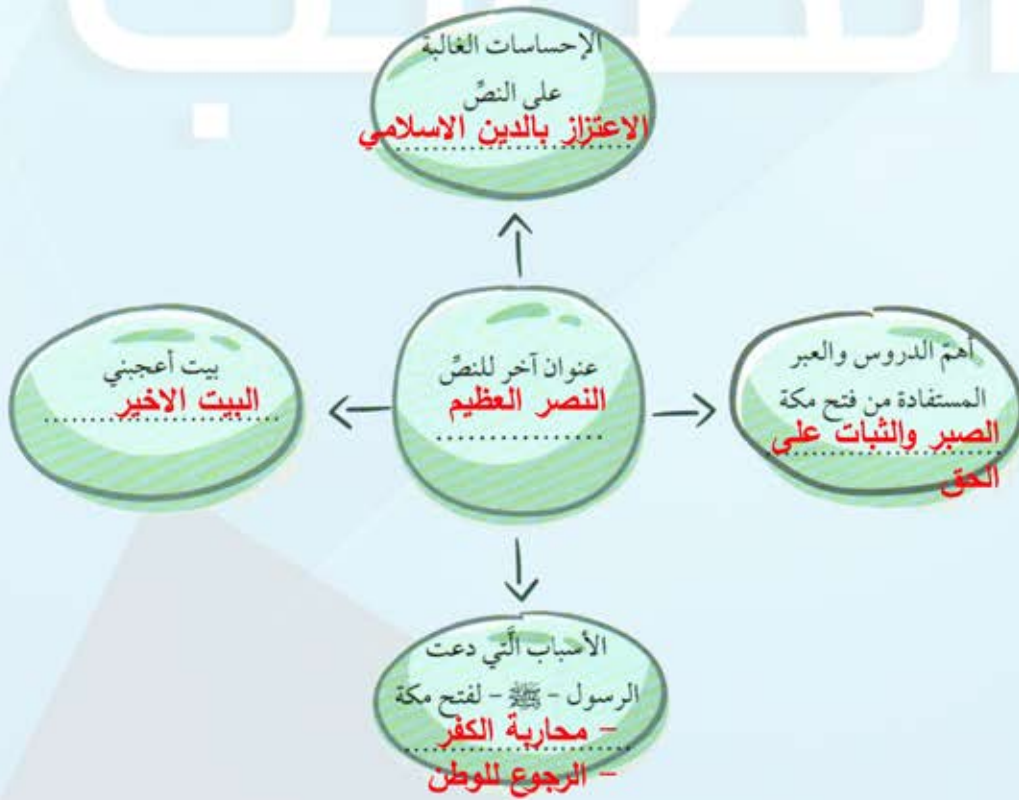 الإحساسات الغالبة
على النصِّ
الاعتزاز بالدين الاسلامي
أهمّ الدروس والعبر
المستفادة من فتح مكة
الصبر والثبات على
الحق
عنوان آخر للنصِّ
النصر العظيم
بيت أعجبني
البيت الاخير
الأسباب الَّتي دعت
الرسول - ﷺ - لفتح مكة
- محاربة الكفر
- الرجوع للوطن